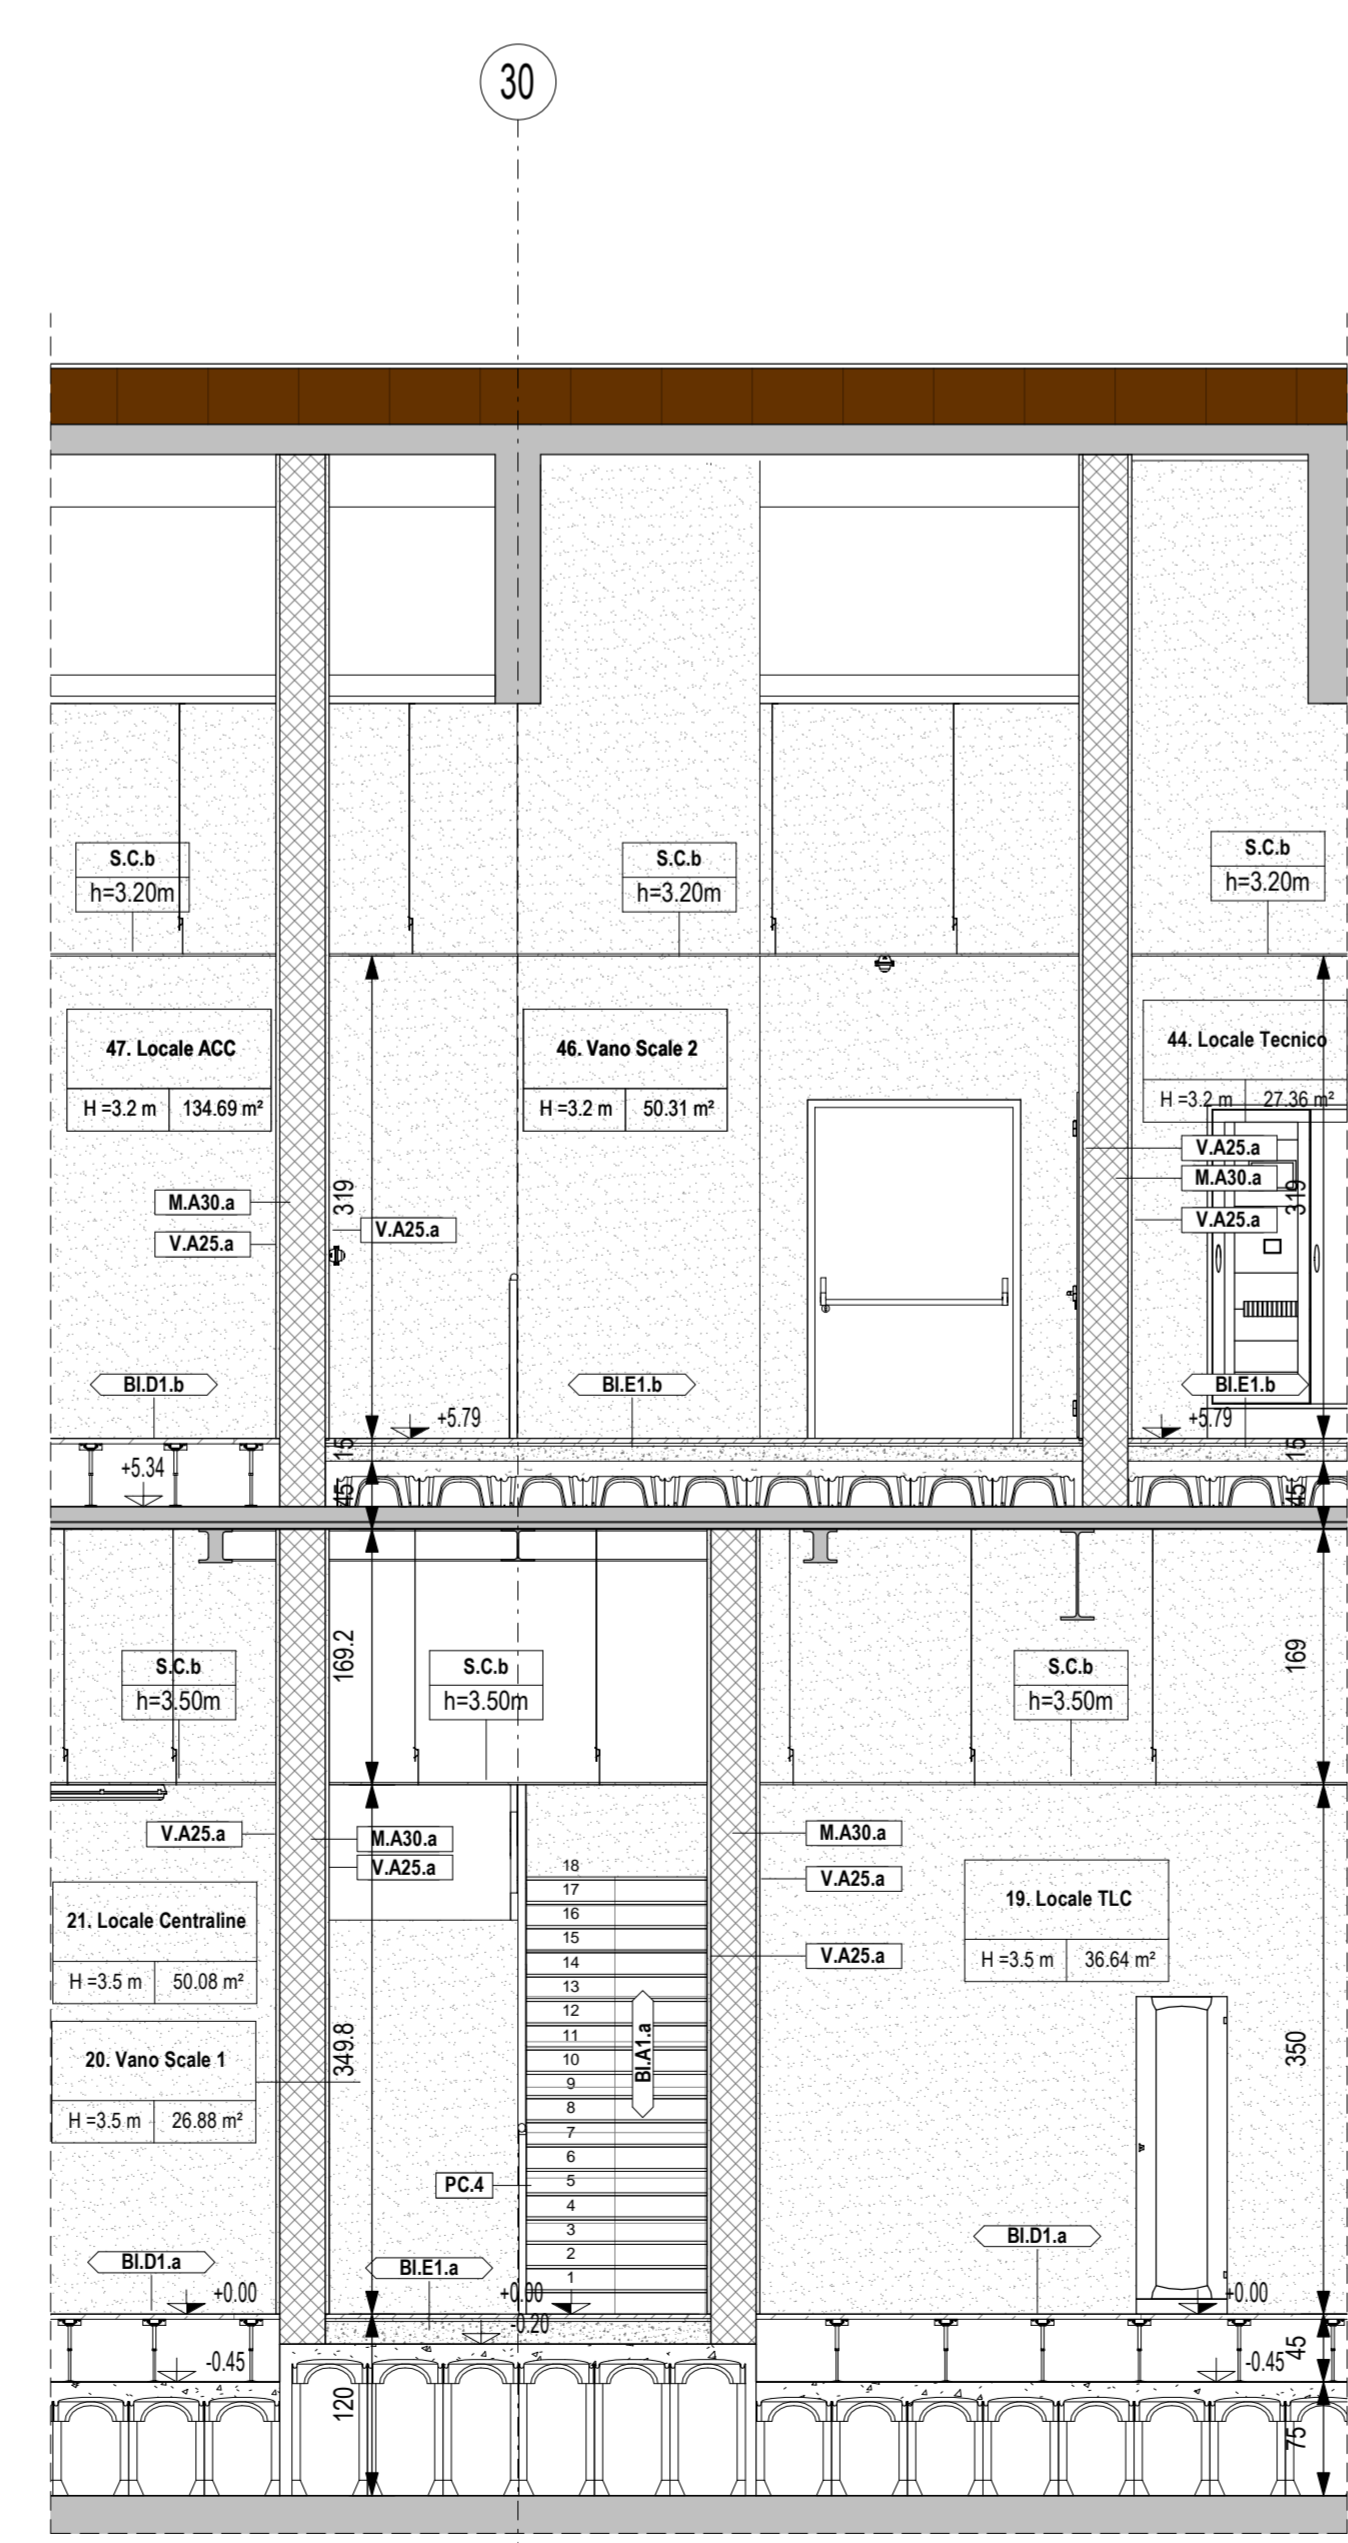 30
S.C.b
h=3.20m
S.C.b
h=3.20m
S.C.b
h=3.20m
47. Locale ACC
H =3.2 m 134.69 m²
46. Vano Scale 2
H =3.2 m 50.31 m²
44. Locale Tecnico
H =3.2 m 27.36 m²
V.A25.a
M.A30.a
V.A25.a
319
M.A30.a
V.A25.a
319
V.A25.a
BI.D1.b
BI.E1.b
BI.E1.b
+5.79
+5.79
+5.34
15
45
15
45
169.2
169
S.C.b
h=3.50m
S.C.b
h=3.50m
S.C.b
h=3.50m
V.A25.a
M.A30.a
V.A25.a
M.A30.a
V.A25.a
V.A25.a
21. Locale Centraline
H =3.5 m 50.08 m²
20. Vano Scale 1
H =3.5 m 26.88 m²
19. Locale TLC
H =3.5 m 36.64 m²
349.8
350
18
17
16
15
14
13
12
11
10
9
8
7
6
5
4
3
2
1
BI.A1.a
PC.4
BI.D1.a
BI.E1.a
BI.D1.a
+0.00
+0.00
+0.00
-0.20
-0.45
-0.45
45
120
75